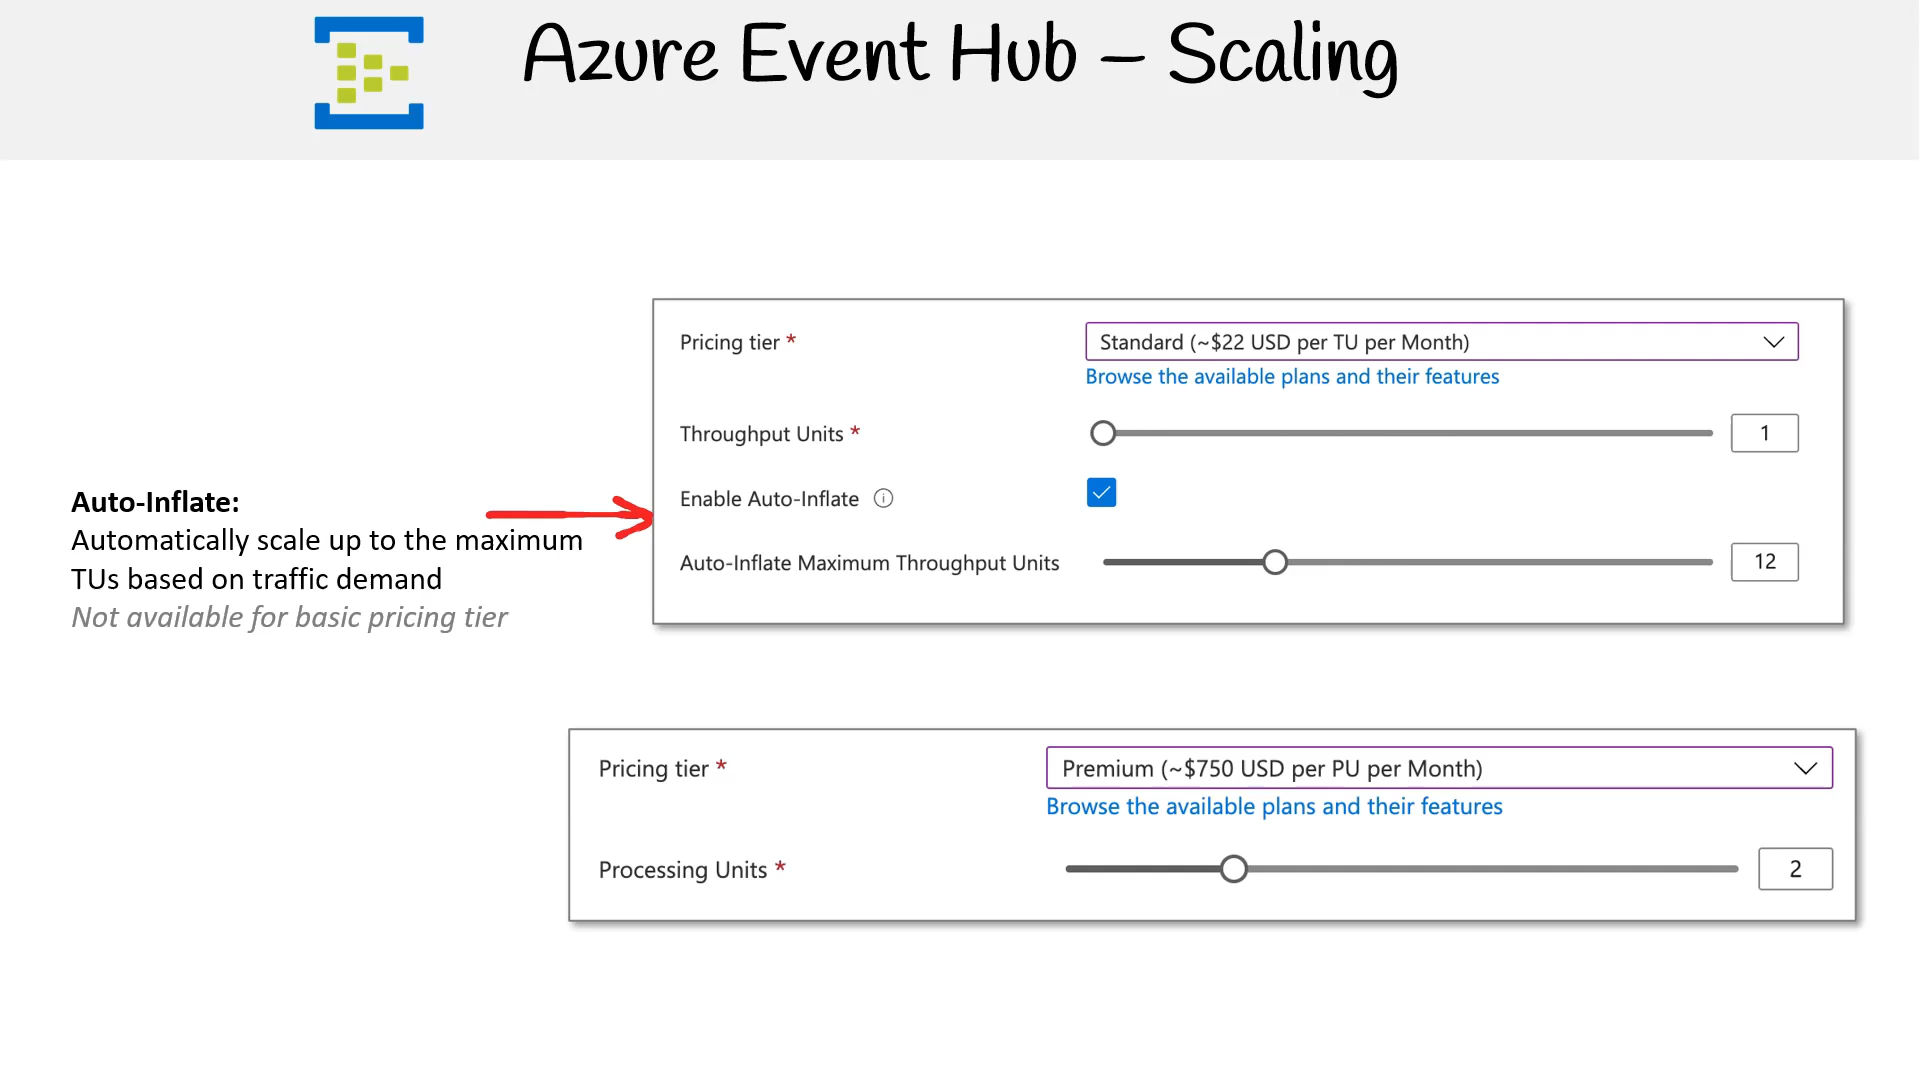 Azure Event Hub – Scaling
Pricing tier *
Standard (~$22 USD per TU per Month)
Browse the available plans and their features
Throughput Units *
1
Enable Auto-Inflate
Auto-Inflate Maximum Throughput Units
12
Auto-Inflate:
Automatically scale up to the maximum
TUs based on traffic demand
Not available for basic pricing tier
Pricing tier *
Premium (~$750 USD per PU per Month)
Browse the available plans and their features
Processing Units *
2